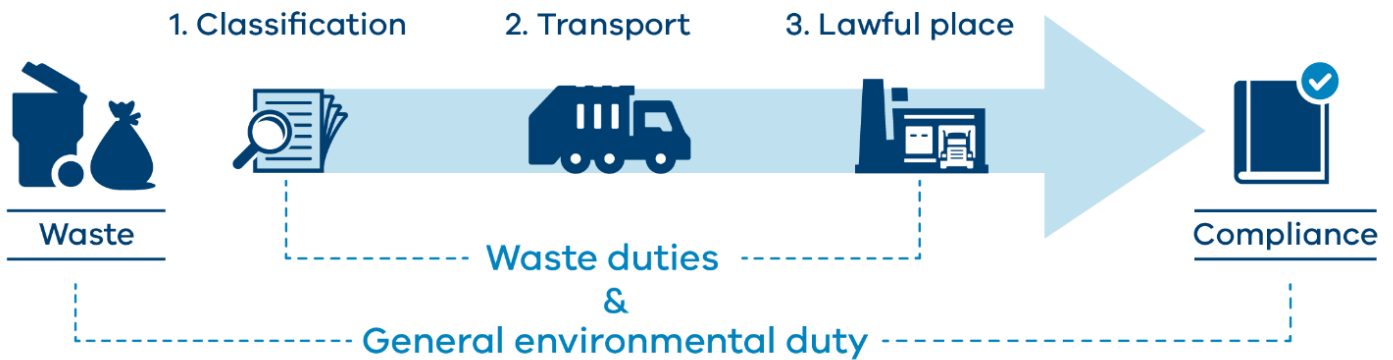 1. Classification
2. Transport
3. Lawful place
Waste
Compliance
Waste duties
&
General environmental duty